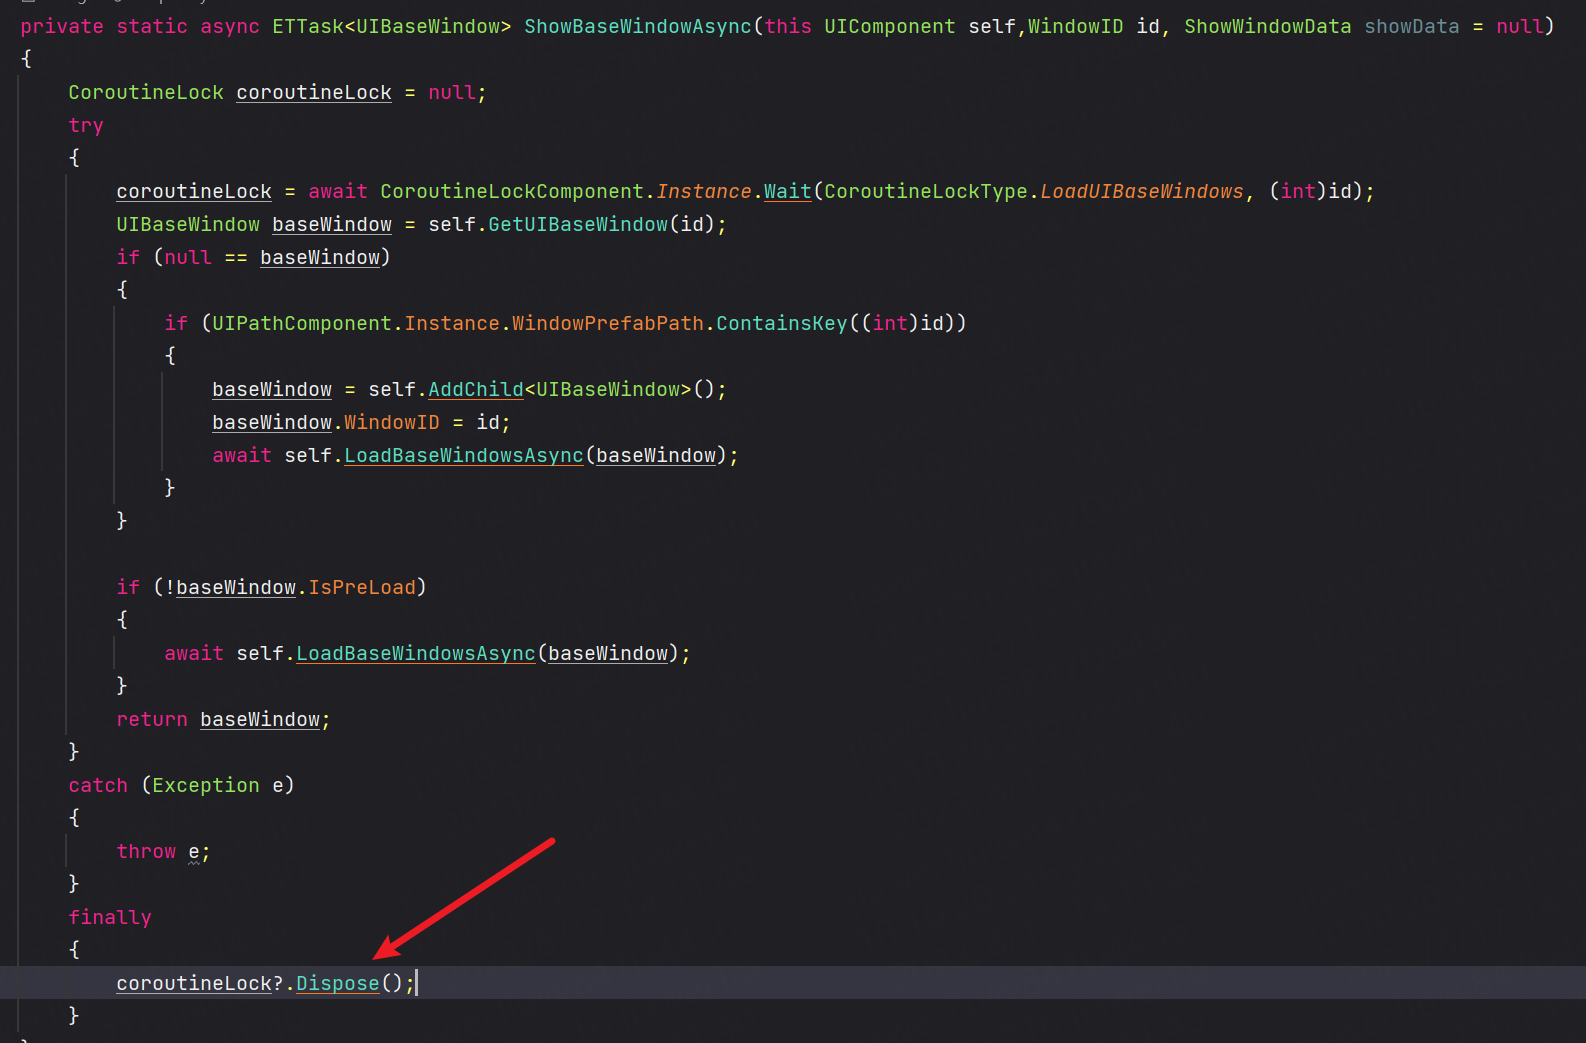 private static async ETTask<UIBaseWindow> ShowBaseWindowAsync(this UIComponent self,WindowID id, ShowWindowData showData = null)
{
CoroutineLock coroutineLock = null;
try
{
coroutineLock = await CoroutineLockComponent.Instance.Wait(CoroutineLockType.LoadUIBaseWindows, (int)id);
UIBaseWindow baseWindow = self.GetUIBaseWindow(id);
if (null == baseWindow)
{
if (UIPathComponent.Instance.WindowPrefabPath.ContainsKey((int)id))
{
baseWindow = self.AddChild<UIBaseWindow>();
baseWindow.WindowID = id;
await self.LoadBaseWindowsAsync(baseWindow);
}
}
if (!baseWindow.IsPreLoad)
{
await self.LoadBaseWindowsAsync(baseWindow);
}
return baseWindow;
}
catch (Exception e)
{
throw e;
}
finally
{
coroutineLock?.Dispose();
}